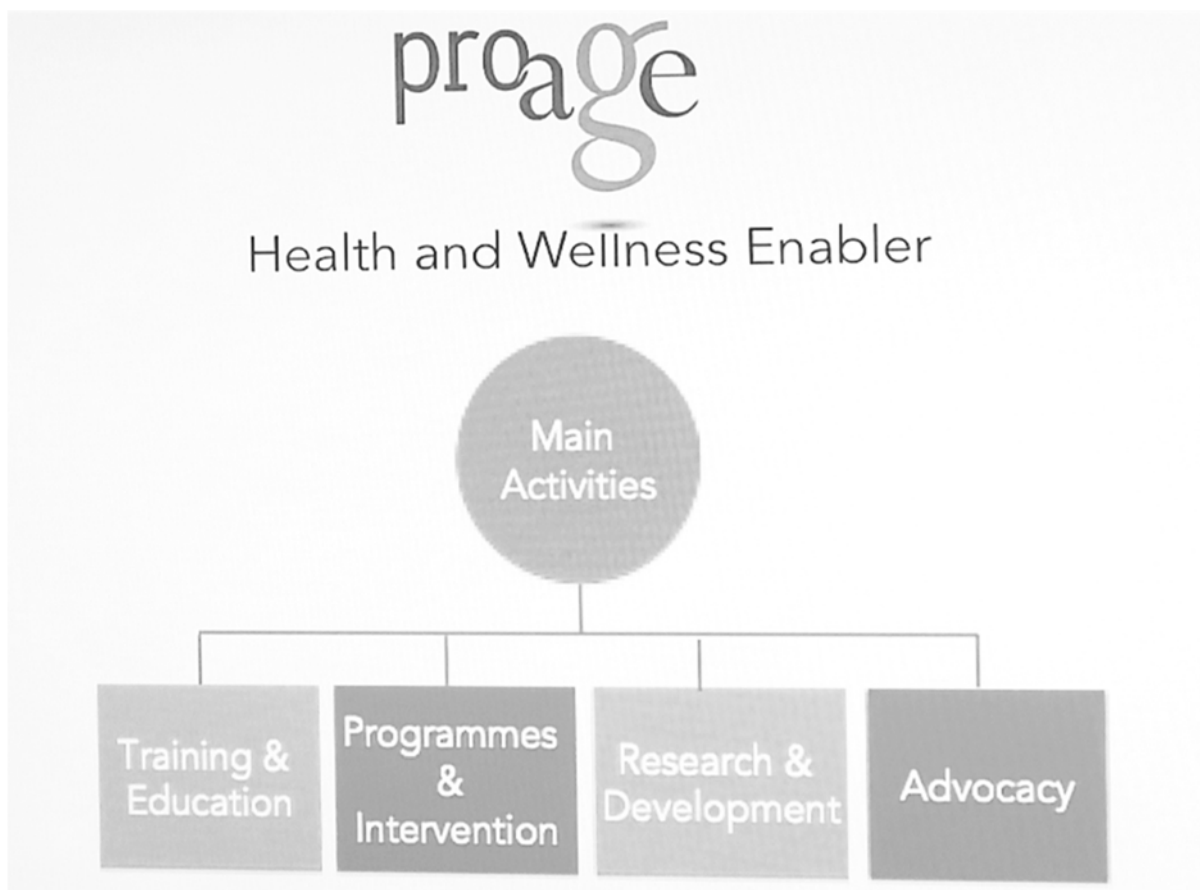 proage
Health and Wellness Enabler
Main
Activities
Training &
Education
Programmes
&
Intervention
Research &
Development
Advocacy